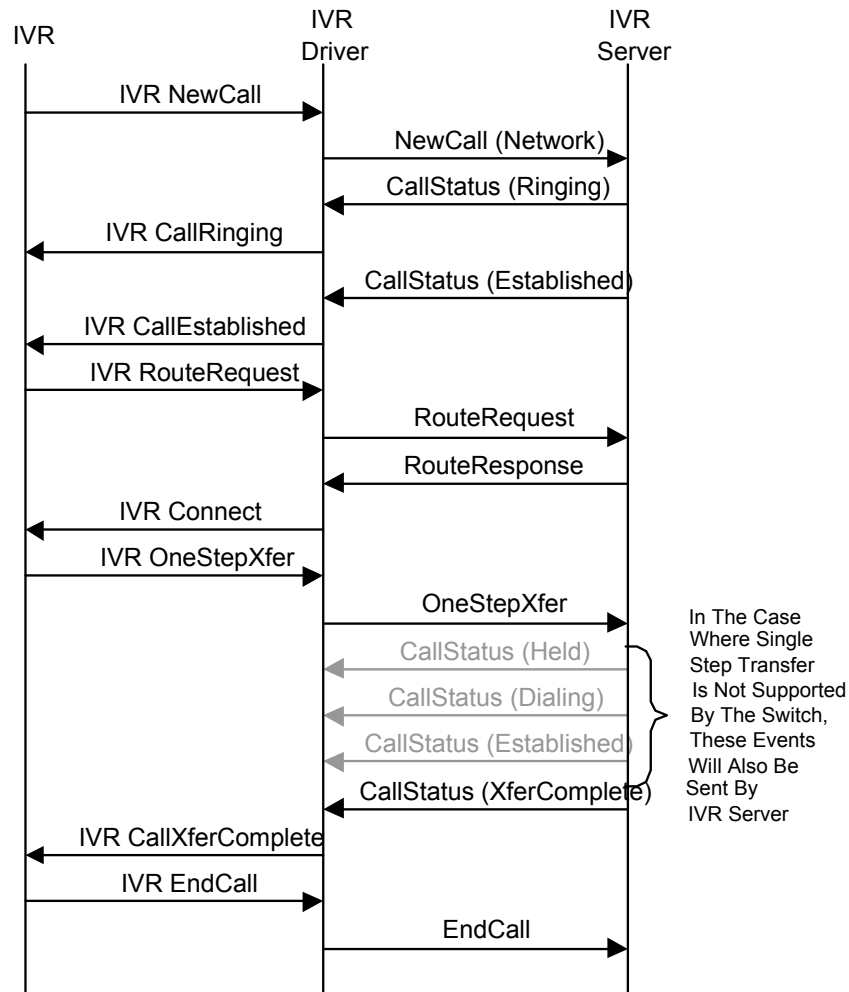 IVR
IVR
Driver
IVR
Server
IVR NewCall
NewCall (Network)
CallStatus (Ringing)
IVR CallRinging
CallStatus (Established)
IVR CallEstablished
IVR RouteRequest
RouteRequest
RouteResponse
IVR Connect
IVR OneStepXfer
OneStepXfer
CallStatus (Held)
CallStatus (Dialing)
CallStatus (Established)
CallStatus (XferComplete)
In The Case
Where Single
Step Transfer
Is Not Supported
By The Switch,
These Events
Will Also Be
Sent By
IVR Server
IVR CallXferComplete
IVR EndCall
EndCall